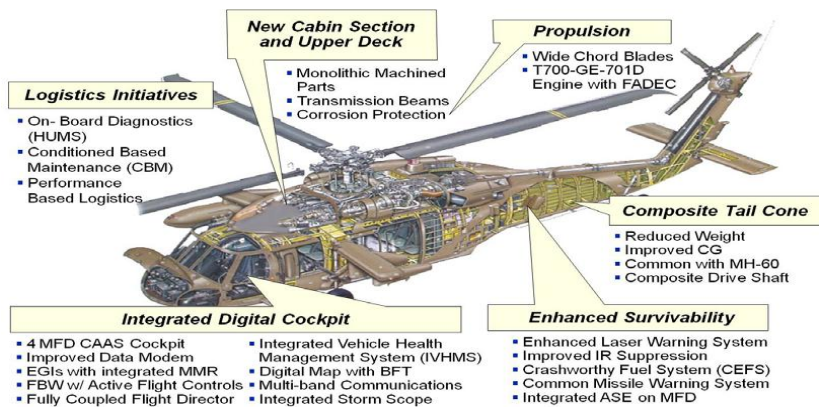 New Cabin Section
and Upper Deck
▪ Monolithic Machined
Parts
▪ Transmission Beams
▪ Corrosion Protection
Propulsion
▪ Wide Chord Blades
▪ T700-GE-701D
Engine with FADEC
Logistics Initiatives
▪ On- Board Diagnostics
(HUMS)
▪ Conditioned Based
Maintenance (CBM)
▪ Performance
Based Logistics
Composite Tail Cone
▪ Reduced Weight
▪ Improved CG
▪ Common with MH-60
▪ Composite Drive Shaft
Integrated Digital Cockpit
▪ 4 MFD CAAS Cockpit
▪ Improved Data Modem
▪ EGIs with integrated MMR
▪ FBW w/ Active Flight Controls
▪ Fully Coupled Flight Director
▪ Integrated Vehicle Health
Management System (IVHMS)
▪ Digital Map with BFT
▪ Multi-band Communications
▪ Integrated Storm Scope
Enhanced Survivability
▪ Enhanced Laser Warning System
▪ Improved IR Suppression
▪ Crashworthy Fuel System (CEFS)
▪ Common Missile Warning System
▪ Integrated ASE on MFD